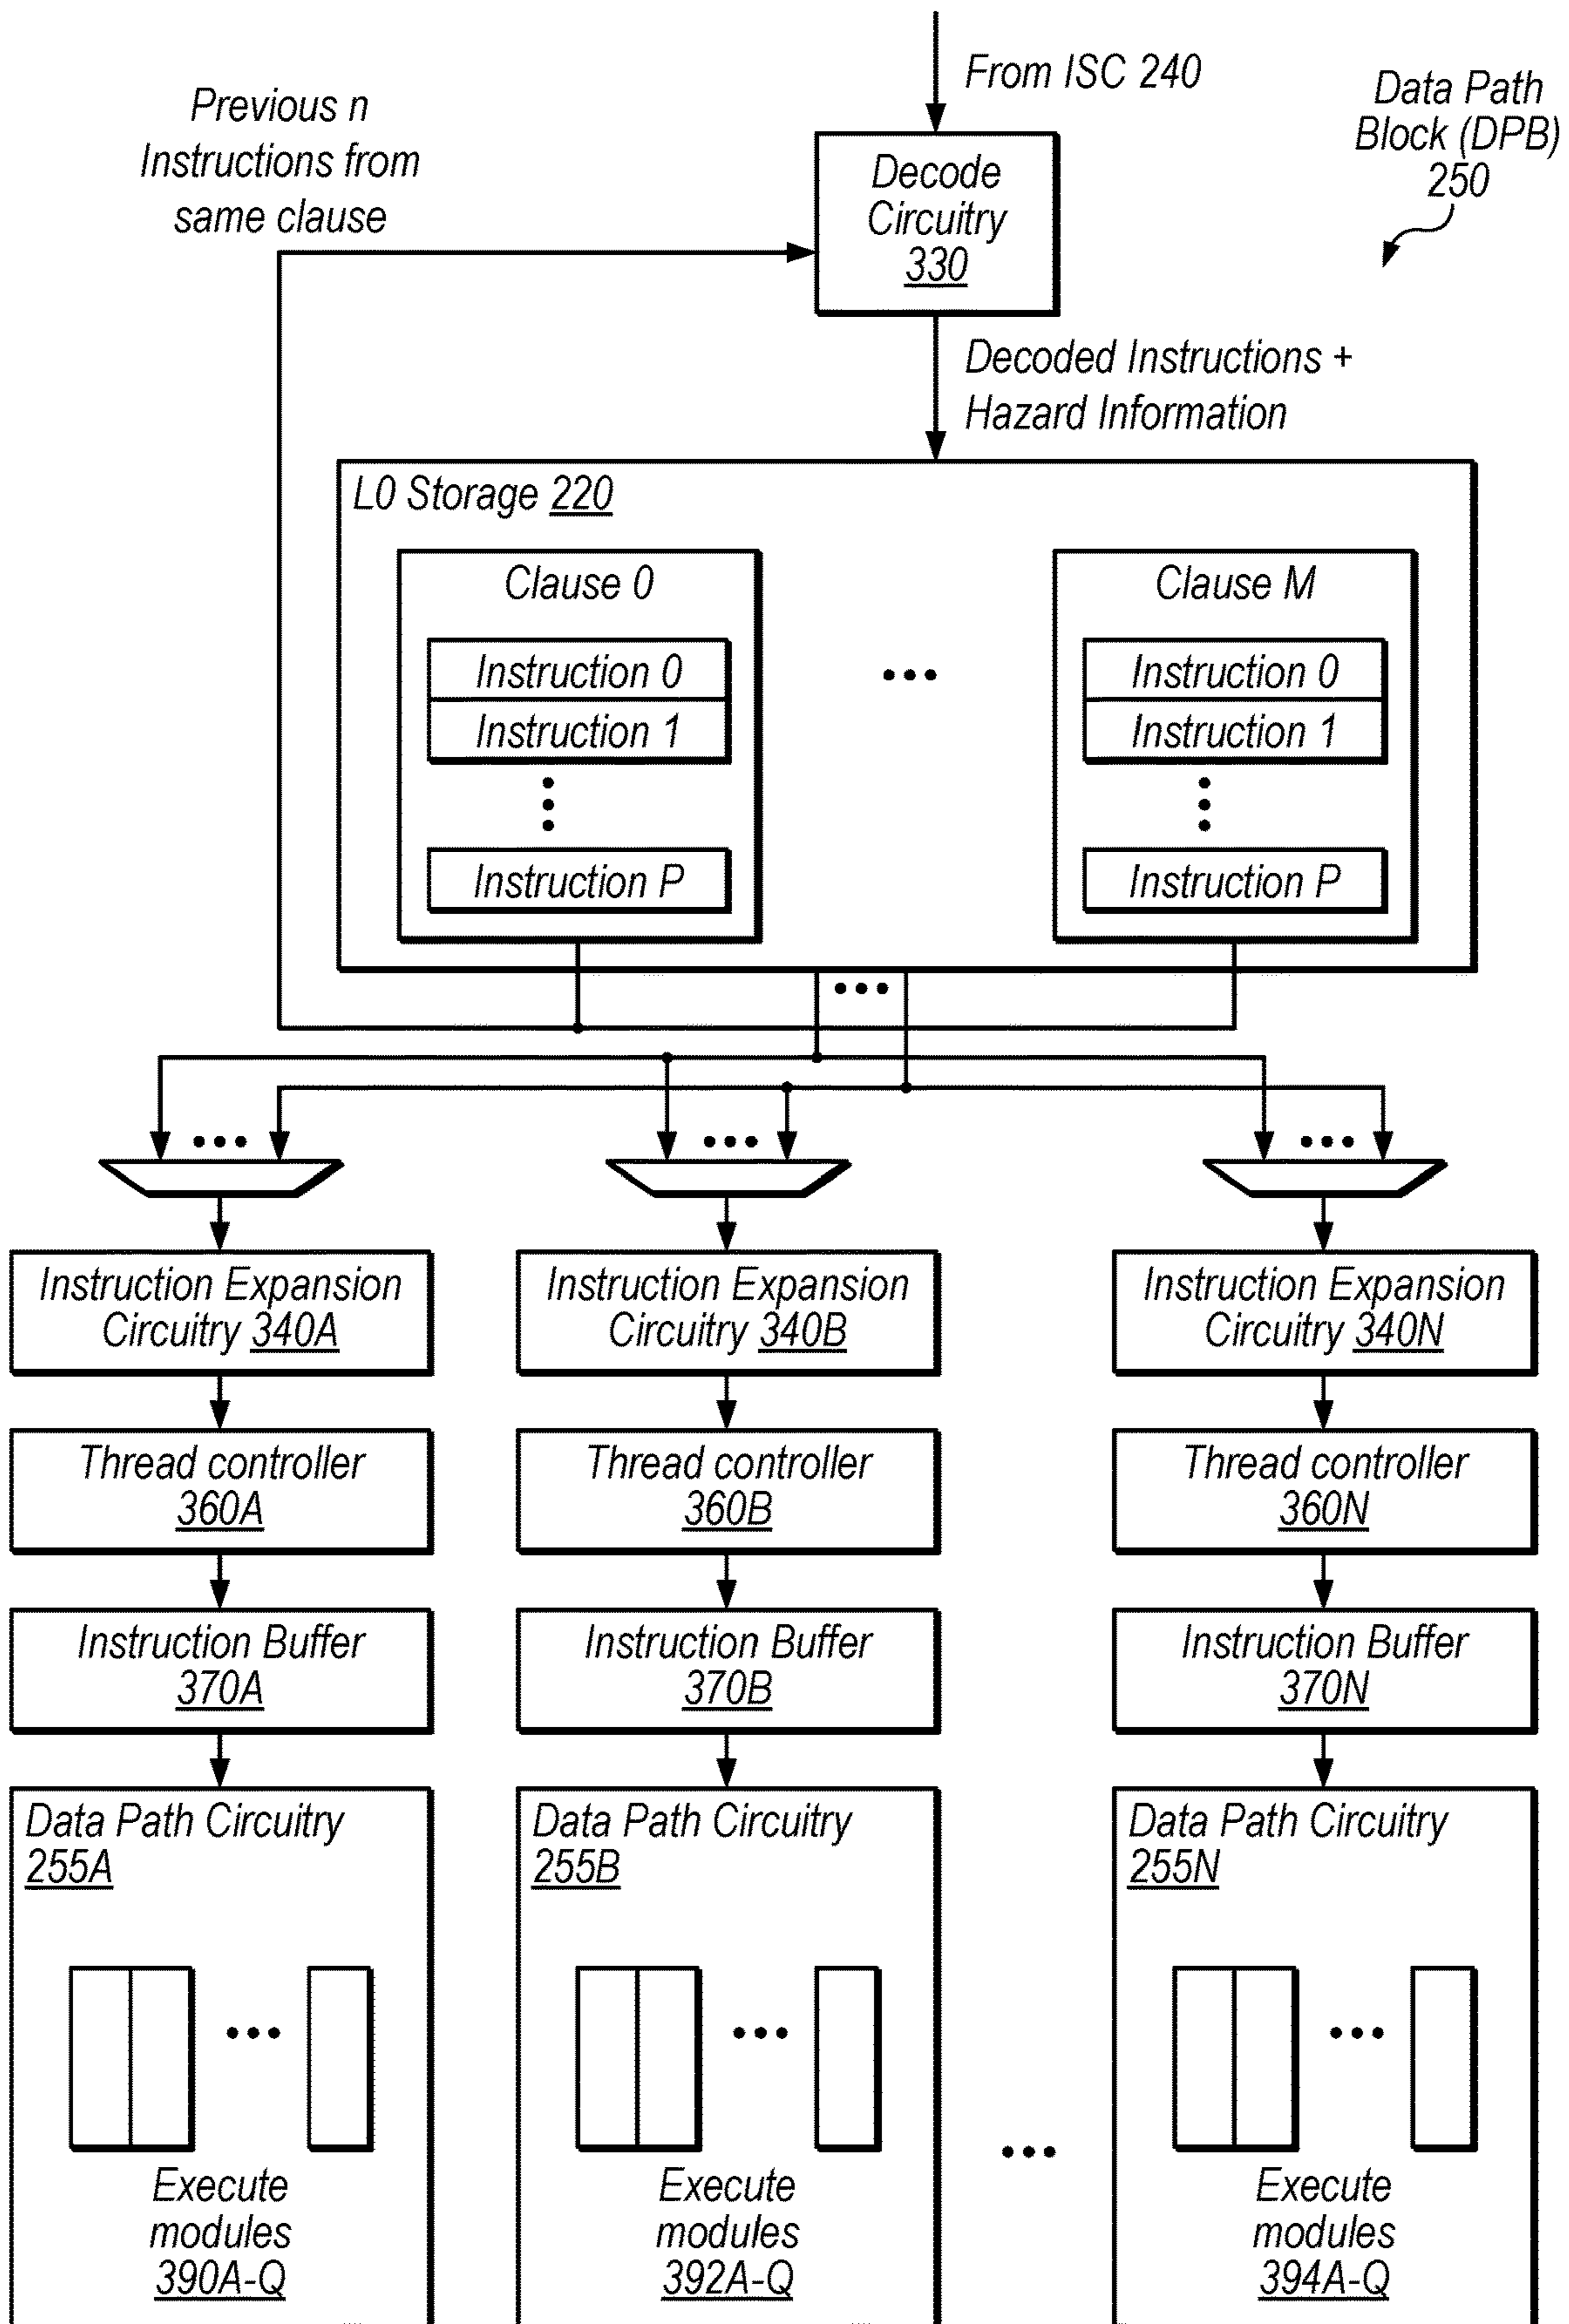 From ISC 240
Data Path
Block (DPB)
250
Previous n
Instructions from
same clause
Decode
Circuitry
330
Decoded Instructions +
Hazard Information
L0 Storage 220
Clause 0
Instruction 0
Instruction 1
Instruction P
Clause M
Instruction 0
Instruction 1
Instruction P
Instruction Expansion
Circuitry 340A
Instruction Expansion
Circuitry 340B
Instruction Expansion
Circuitry 340N
Thread controller
360A
Thread controller
360B
Thread controller
360N
Instruction Buffer
370A
Instruction Buffer
370B
Instruction Buffer
370N
Data Path Circuitry
255A
Execute
modules
390A-Q
Data Path Circuitry
255B
Execute
modules
392A-Q
Data Path Circuitry
255N
Execute
modules
394A-Q